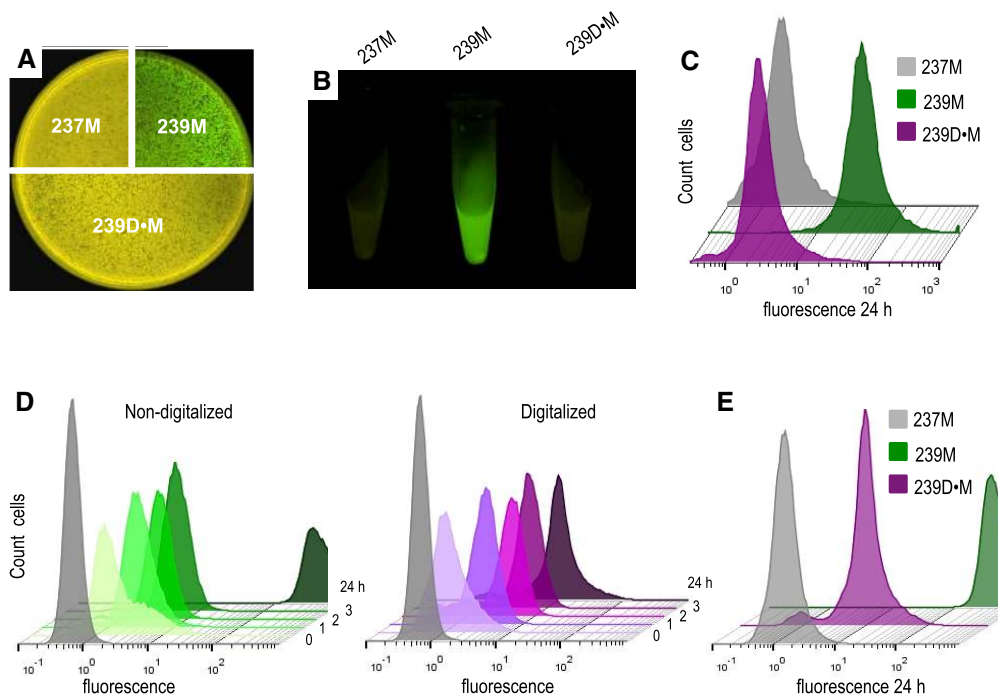 A
237M
239M
239D•M
B
237M
239M
239D•M
C
237M
239M
239D•M
Count cells
10⁰
10¹
10²
10³
fluorescence 24 h
D
Non-digitalized
Count cells
24 h
3
2
1
0
10⁻¹
10⁰
10¹
10²
fluorescence
Digitalized
24 h
3
2
1
0
10⁻¹
10⁰
10¹
10²
fluorescence
E
237M
239M
239D•M
10⁻¹
10⁰
10¹
10²
fluorescence 24 h